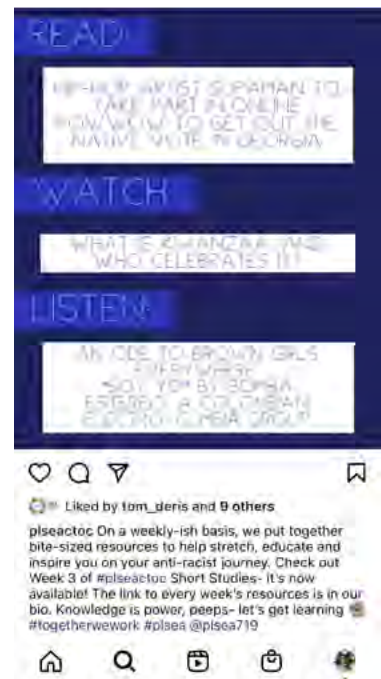 READ:
HIP-HOP ARTIST SUPAMAN TO
TAKE PART IN ONLINE
POW WOW TO GET OUT THE
NATIVE VOTE IN GEORGIA
WATCH
WHAT IS KWANZAA, AND
WHO CELEBRATES IT?
LISTEN:
AN ODE TO BROWN GIRLS
EVERYWHERE
"SOY YO" BY BOMBA
ESTÉREO, A COLOMBIAN
ELECTRO-CUMBIA GROUP
Liked by tom_deris and 9 others
plseactoc On a weekly-ish basis, we put together
bite-sized resources to help stretch, educate and
inspire you on your anti-racist journey. Check out
Week 3 of #plseactoc Short Studies- it's now
available! The link to every week's resources is in our
bio. Knowledge is power, peeps- let's get learning
#togetherwework #plsea @plsea719